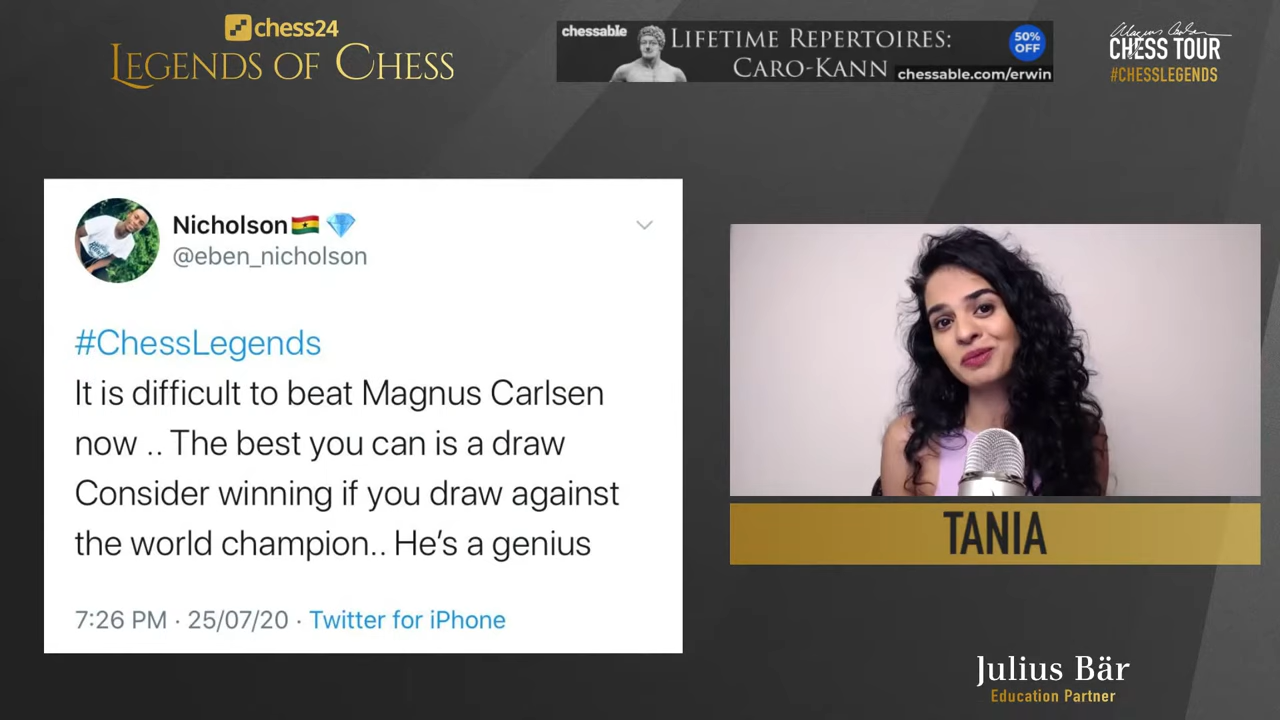 chess24
LEGENDS OF CHESS
chessable
LIFETIME REPERTOIRES:
CARO-KANN
50%
OFF
chessable.com/erwin
Magnus Carlsen
CHESS TOUR
#CHESSLEGENDS
Nicholson
@eben_nicholson
#ChessLegends
It is difficult to beat Magnus Carlsen
now .. The best you can is a draw
Consider winning if you draw against
the world champion.. He's a genius
7:26 PM · 25/07/20 · Twitter for iPhone
TANIA
Julius Bär
Education Partner